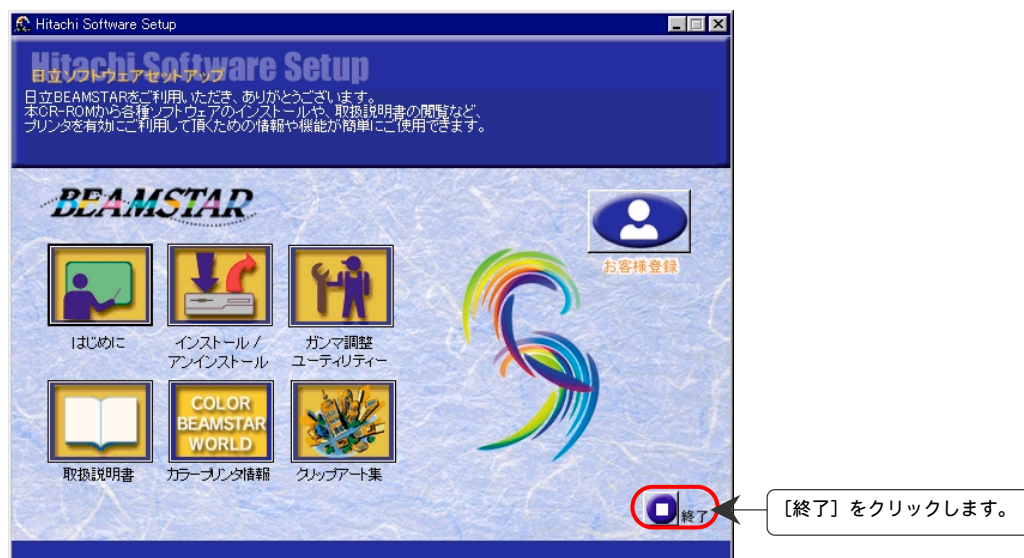 Hitachi Software Setup
Hitachi Software Setup
日立ソフトウェアセットアップ
日立BEAMSTARをご利用いただき、ありがとうございます。
本CR-ROMから各種ソフトウェアのインストールや、取扱説明書の閲覧など、
プリンタを有効にご利用して頂くための情報や機能が簡単にご使用できます。
BEAMSTAR
お客様登録
はじめに
インストール /
アンインストール
ガンマ調整
ユーティリティー
COLOR
BEAMSTAR
WORLD
取扱説明書
カラープリンタ情報
クリップアート集
終了
［終了］をクリックします。